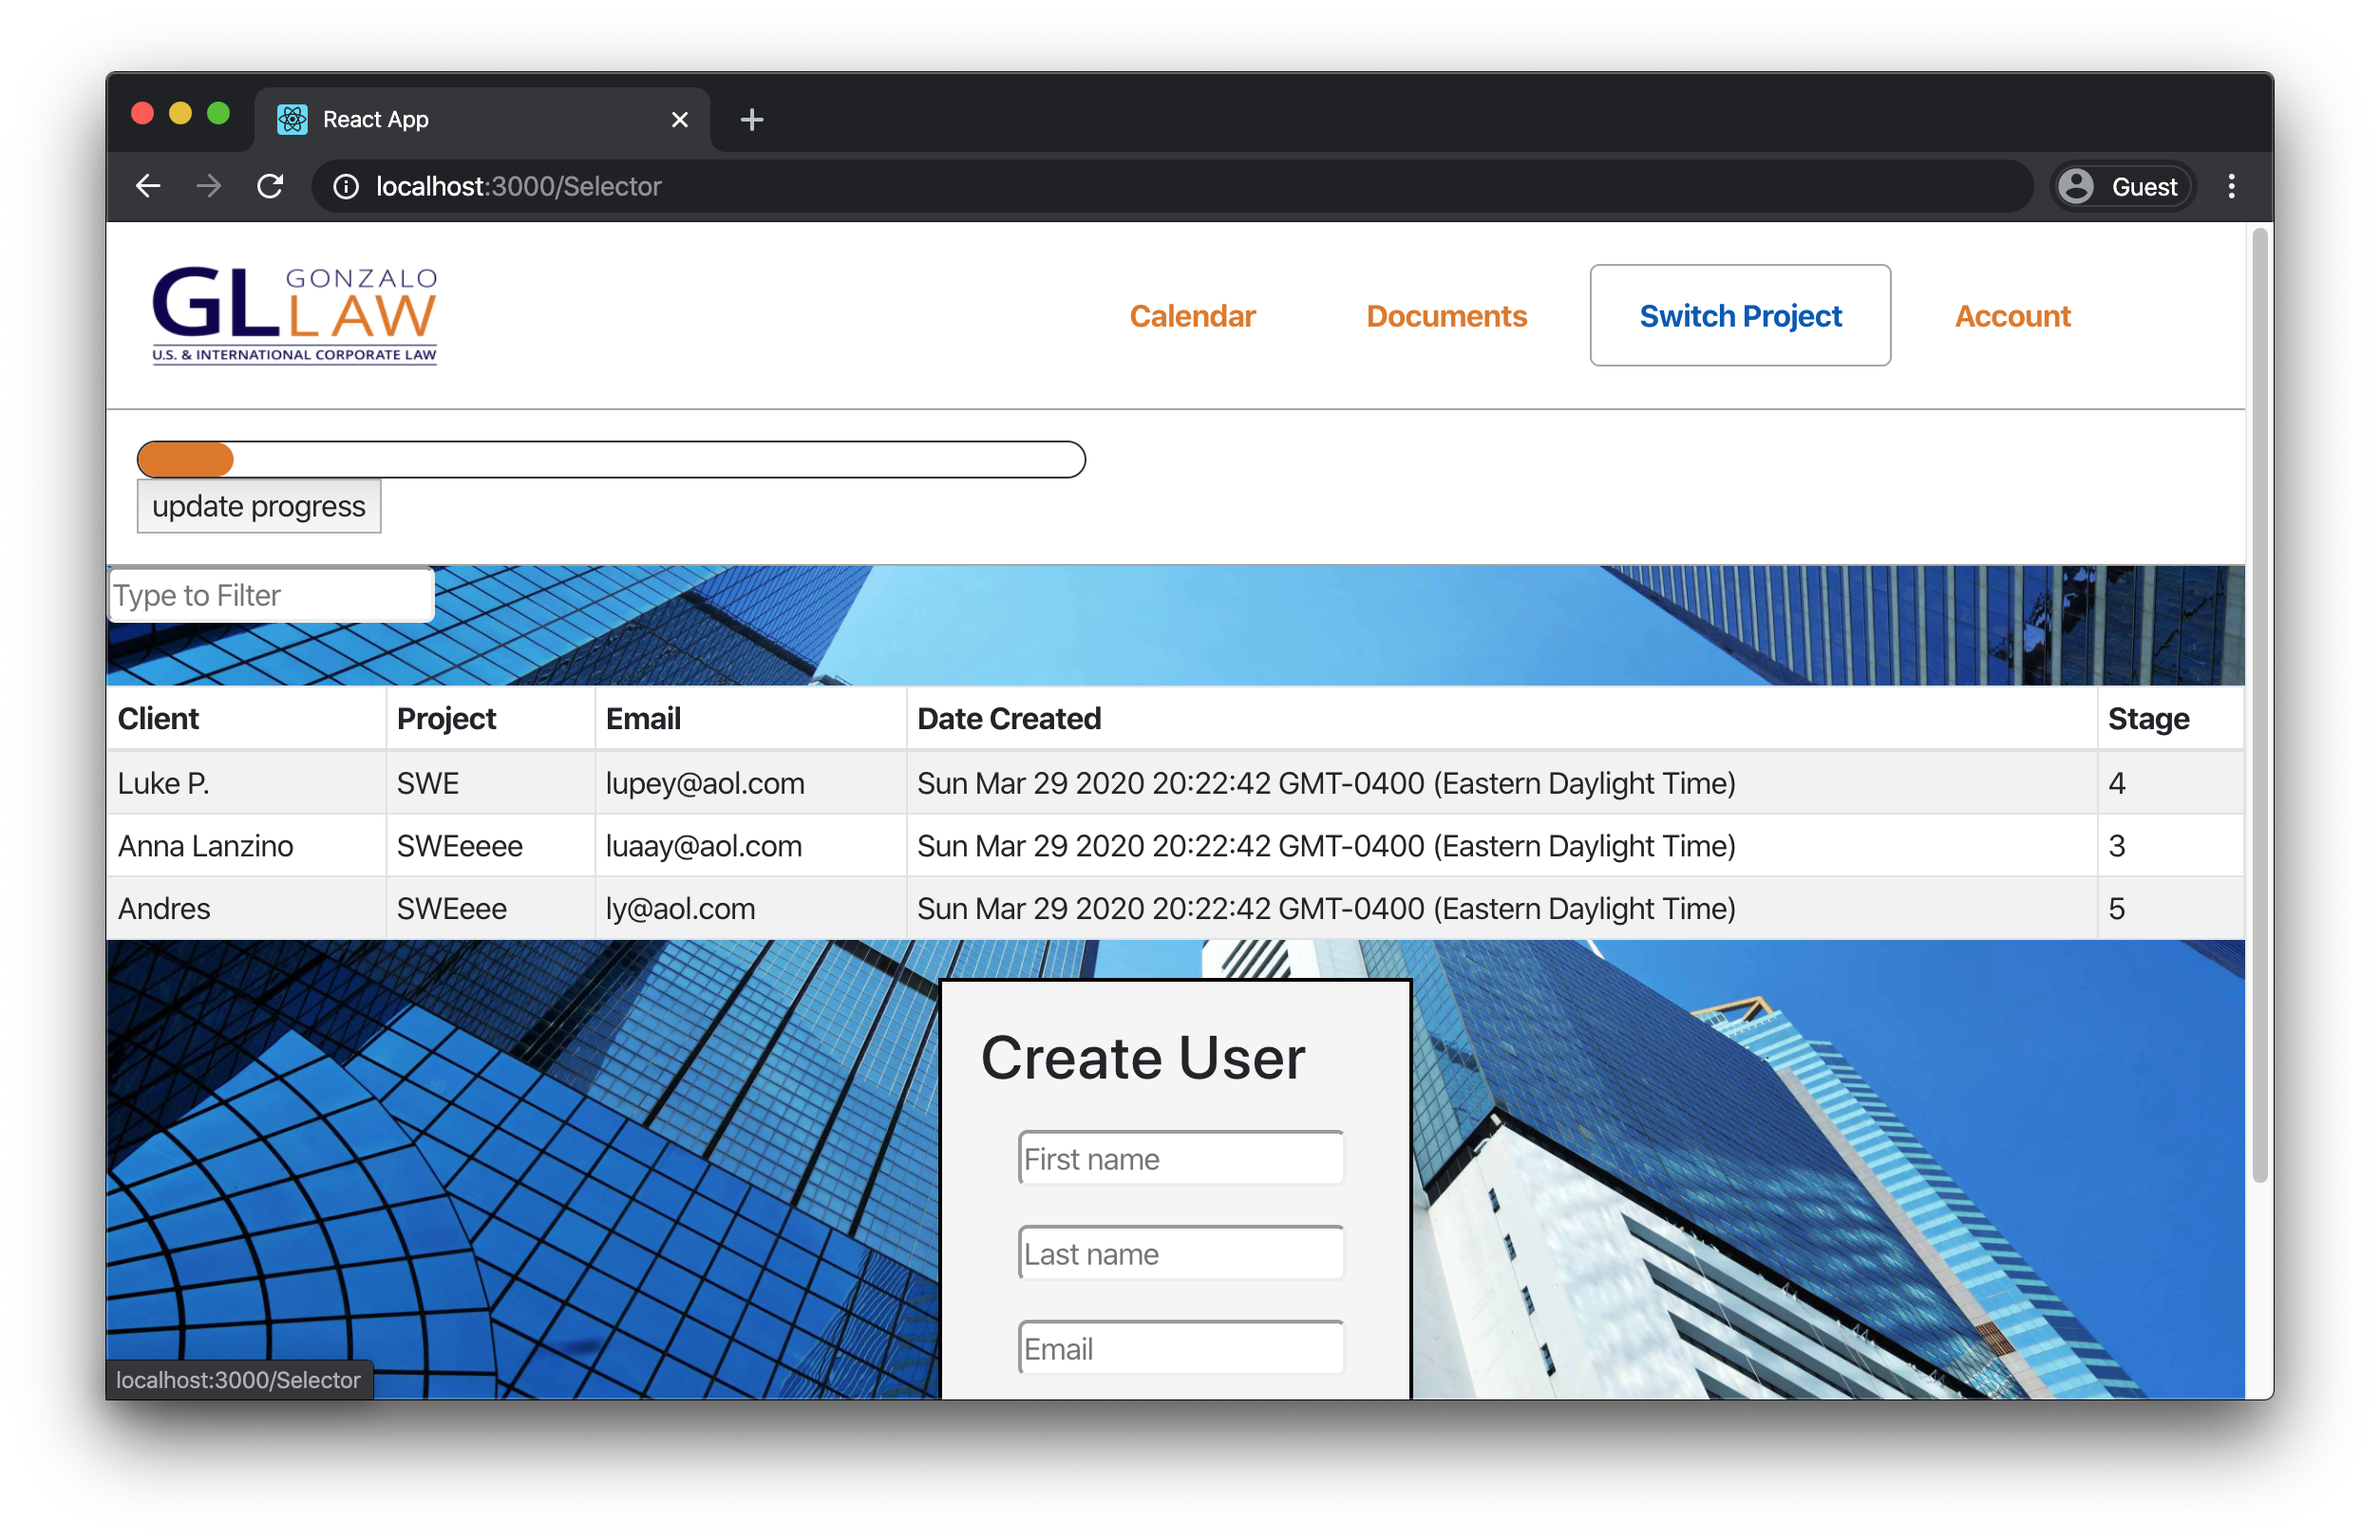 React App
localhost:3000/Selector
Guest
GL GONZALO LAW
U.S. & INTERNATIONAL CORPORATE LAW
Calendar Documents Switch Project Account
update progress
Type to Filter
Client Project Email Date Created Stage
Luke P. SWE lupey@aol.com Sun Mar 29 2020 20:22:42 GMT-0400 (Eastern Daylight Time) 4
Anna Lanzino SWEeeee luaay@aol.com Sun Mar 29 2020 20:22:42 GMT-0400 (Eastern Daylight Time) 3
Andres SWEeee ly@aol.com Sun Mar 29 2020 20:22:42 GMT-0400 (Eastern Daylight Time) 5
Create User
First name
Last name
Email
localhost:3000/Selector